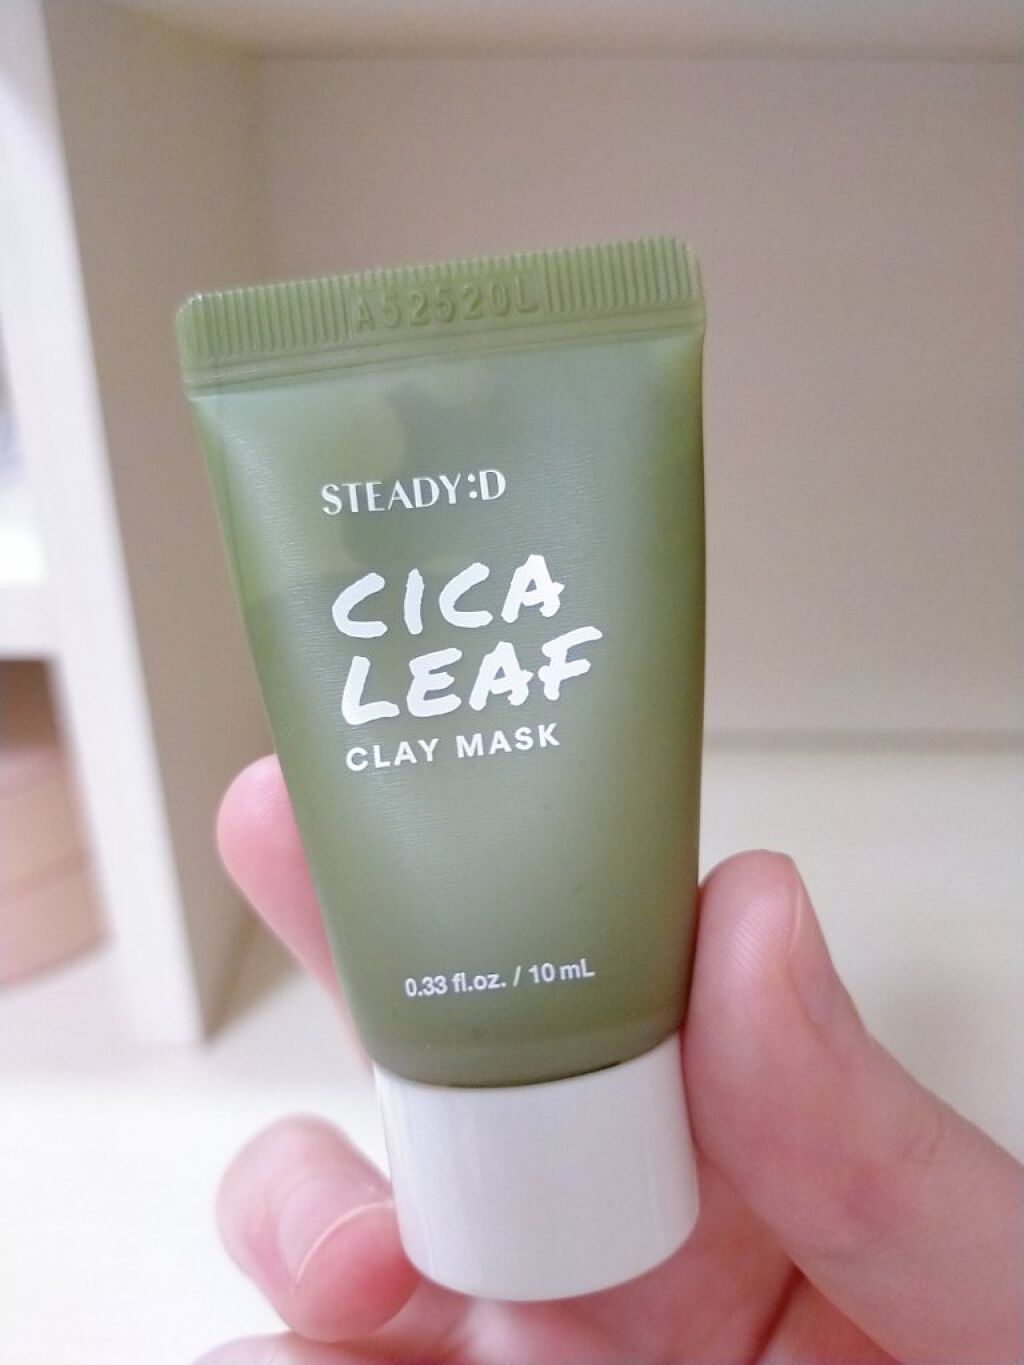 A52520L
STEADY:D
CICA
LEAF
CLAY MASK
0.33 fl.oz. / 10 mL